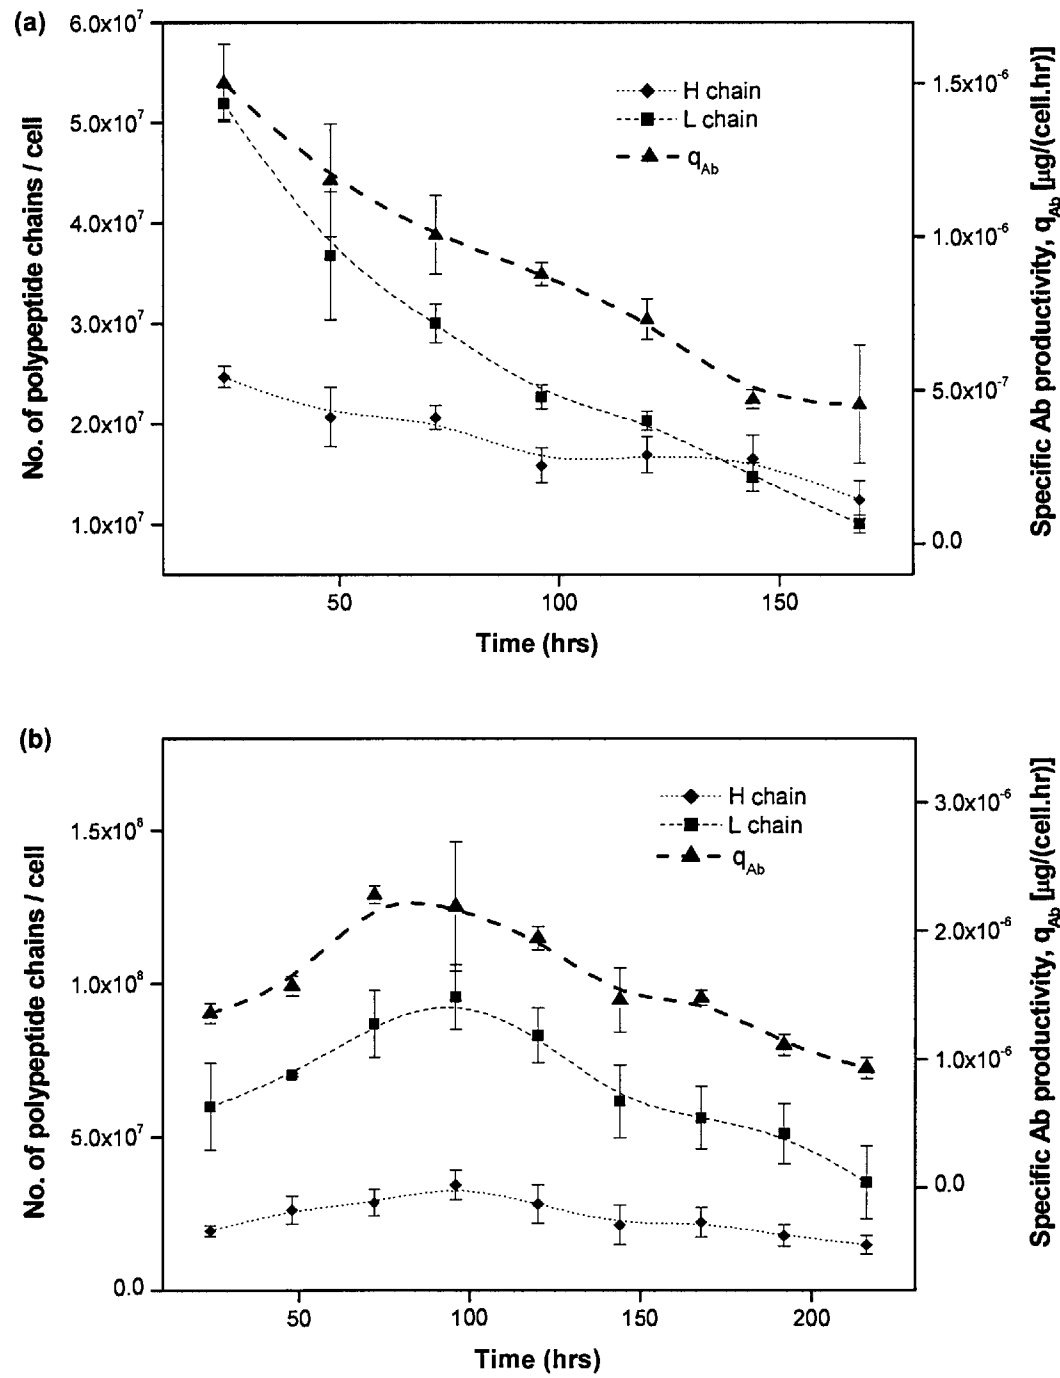 (a)
No. of polypeptide chains / cell
6.0x10⁷
5.0x10⁷
4.0x10⁷
3.0x10⁷
2.0x10⁷
1.0x10⁷
H chain
L chain
qAb
1.5x10⁻⁶
1.0x10⁻⁶
5.0x10⁻⁷
0.0
Specific Ab productivity, qAb [µg/(cell.hr)]
50 100 150
Time (hrs)
(b)
No. of polypeptide chains / cell
1.5x10⁸
1.0x10⁸
5.0x10⁷
0.0
H chain
L chain
qAb
3.0x10⁻⁶
2.0x10⁻⁶
1.0x10⁻⁶
0.0
Specific Ab productivity, qAb [µg/(cell.hr)]
50 100 150 200
Time (hrs)